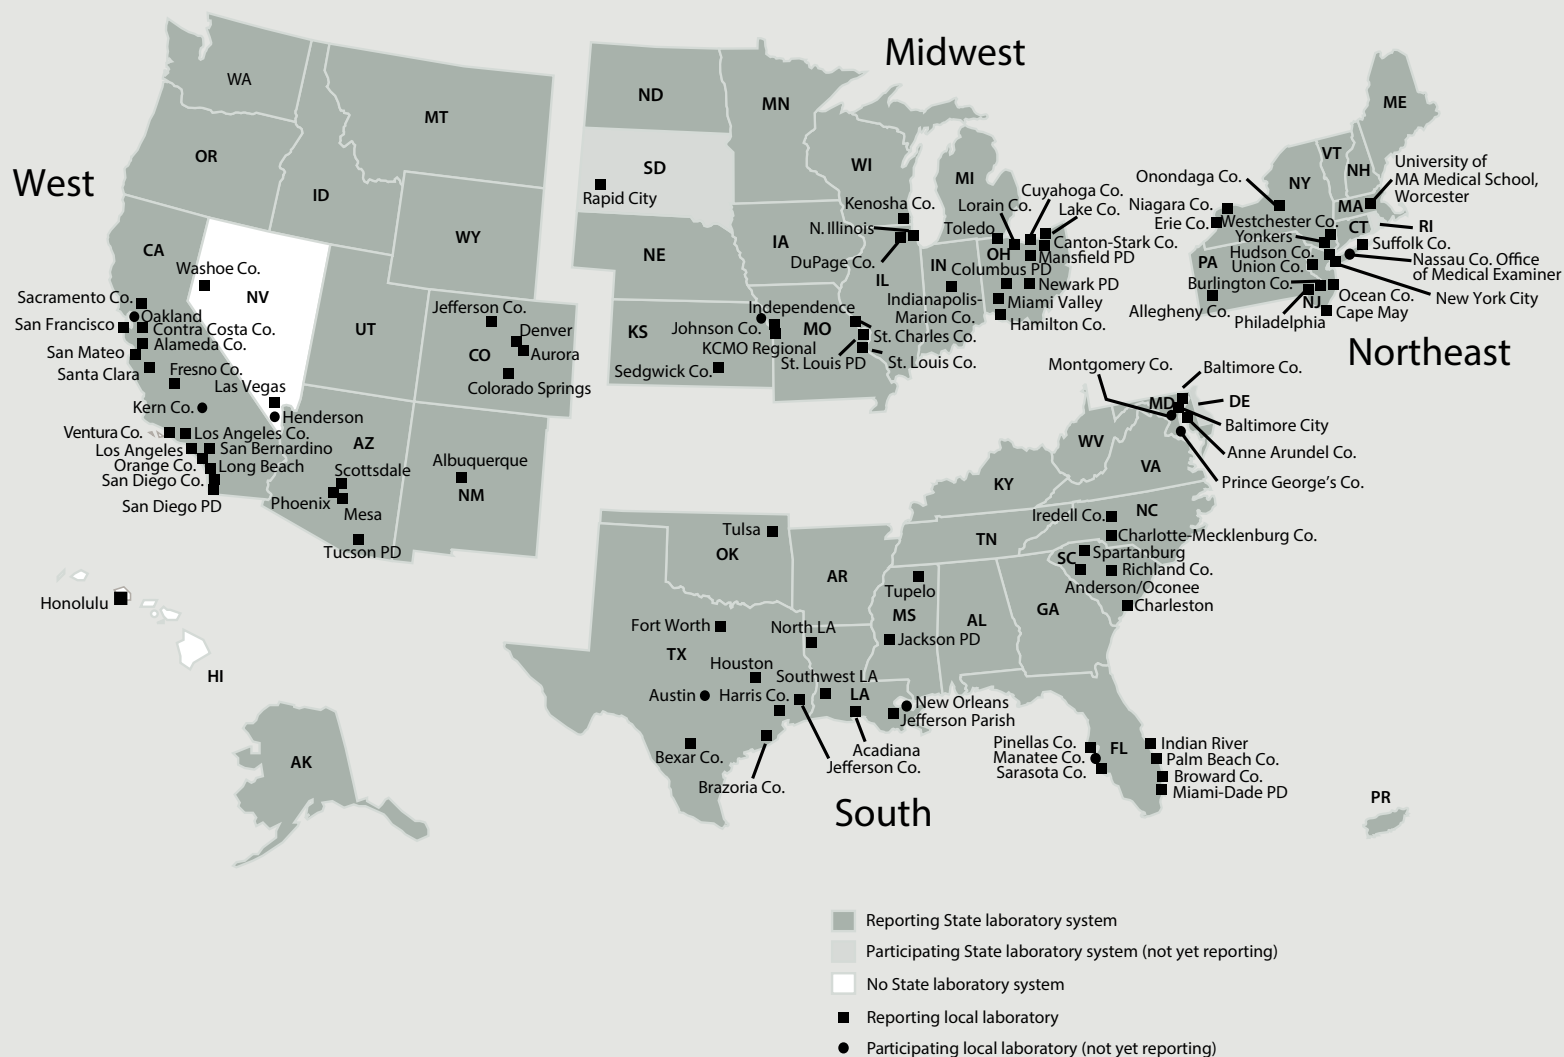 Midwest
West
Northeast
South
WA
MT
OR
ID
WY
CA
NV
UT
CO
AZ
NM
HI
AK
Washoe Co.
Sacramento Co.
Oakland
San Francisco
Contra Costa Co.
Alameda Co.
San Mateo
Santa Clara
Fresno Co.
Las Vegas
Kern Co.
Henderson
Ventura Co.
Los Angeles Co.
Los Angeles
San Bernardino
Orange Co.
Long Beach
San Diego Co.
San Diego PD
Jefferson Co.
Denver
Aurora
Colorado Springs
Scottsdale
Phoenix
Mesa
Tucson PD
Albuquerque
Honolulu
ND
MN
SD
Rapid City
WI
MI
NE
IA
IL
IN
OH
KS
MO
Kenosha Co.
N. Illinois
DuPage Co.
Cuyahoga Co.
Lorain Co.
Lake Co.
Toledo
Canton-Stark Co.
Mansfield PD
Columbus PD
Newark PD
Indianapolis-
Marion Co.
Miami Valley
Hamilton Co.
Independence
Johnson Co.
KCMO Regional
St. Charles Co.
St. Louis PD
St. Louis Co.
Sedgwick Co.
ME
VT
NH
NY
MA
CT
RI
PA
NJ
University of
MA Medical School,
Worcester
Onondaga Co.
Niagara Co.
Erie Co.
Westchester Co.
Yonkers
Suffolk Co.
Hudson Co.
Nassau Co. Office
of Medical Examiner
Union Co.
Burlington Co.
New York City
Ocean Co.
Allegheny Co.
Philadelphia
Cape May
Montgomery Co.
Baltimore Co.
MD
DE
Baltimore City
Anne Arundel Co.
Prince George's Co.
WV
VA
KY
NC
TN
SC
OK
AR
MS
AL
GA
TX
LA
FL
PR
Iredell Co.
Charlotte-Mecklenburg Co.
Spartanburg
Richland Co.
Anderson/Oconee
Charleston
Tulsa
Tupelo
Jackson PD
Fort Worth
North LA
Houston
Southwest LA
Austin
Harris Co.
New Orleans
Jefferson Parish
Acadiana
Jefferson Co.
Bexar Co.
Brazoria Co.
Pinellas Co.
Manatee Co.
Sarasota Co.
Indian River
Palm Beach Co.
Broward Co.
Miami-Dade PD
Reporting State laboratory system
Participating State laboratory system (not yet reporting)
No State laboratory system
Reporting local laboratory
Participating local laboratory (not yet reporting)